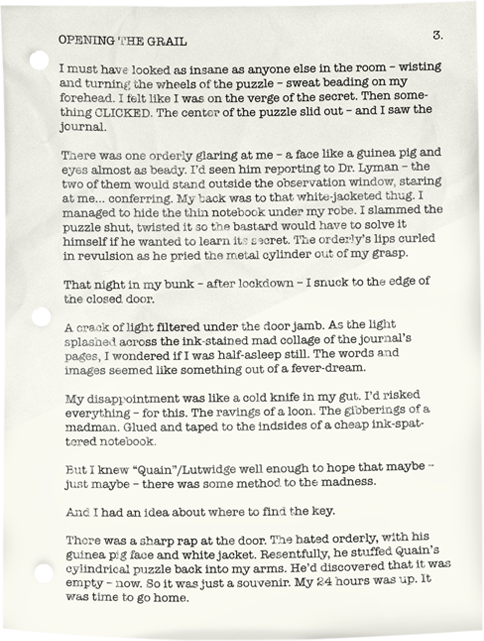 OPENING THE GRAIL 3.
I must have looked as insane as anyone else in the room – wisting
and turning the wheels of the puzzle – sweat beading on my
forehead. I felt like I was on the verge of the secret. Then some-
thing CLICKED. The center of the puzzle slid out – and I saw the
journal.
There was one orderly glaring at me – a face like a guinea pig and
eyes almost as beady. I'd seen him reporting to Dr. Lyman – the
two of them would stand outside the observation window, staring
at me... conferring. My back was to that white-jacketed thug. I
managed to hide the thin notebook under my robe. I slammed the
puzzle shut, twisted it so the bastard would have to solve it
himself if he wanted to learn its secret. The orderly's lips curled
in revulsion as he pried the metal cylinder out of my grasp.
That night in my bunk – after lockdown – I snuck to the edge of
the closed door.
A crack of light filtered under the door jamb. As the light
splashed across the ink-stained mad collage of the journal's
pages, I wondered if I was half-asleep still. The words and
images seemed like something out of a fever-dream.
My disappointment was like a cold knife in my gut. I'd risked
everything – for this. The ravings of a loon. The gibberings of a
madman. Glued and taped to the indsides of a cheap ink-spat-
tered notebook.
But I knew "Quain"/Lutwidge well enough to hope that maybe –
just maybe – there was some method to the madness.
And I had an idea about where to find the key.
There was a sharp rap at the door. The hated orderly, with his
guinea pig face and white jacket. Resentfully, he stuffed Quain's
cylindrical puzzle back into my arms. He'd discovered that it was
empty – now. So it was just a souvenir. My 24 hours was up. It
was time to go home.